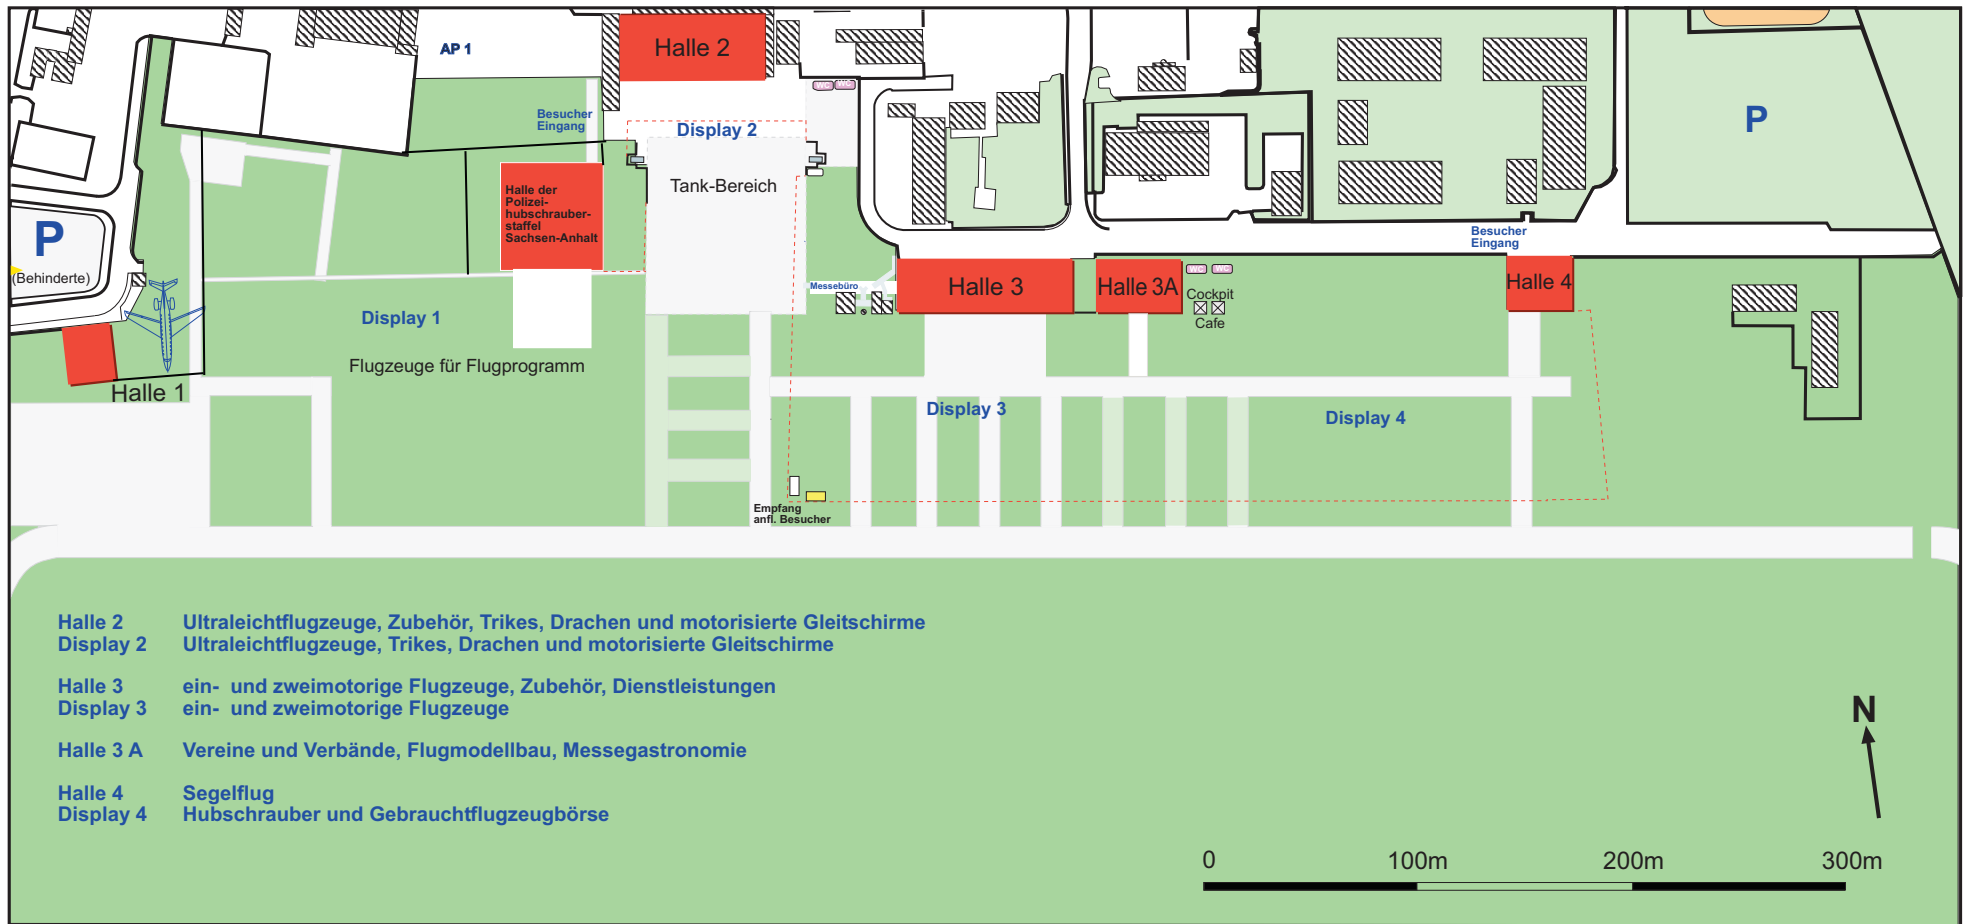 Halle 2
AP 1
WC WC
Besucher
Eingang
Display 2
P
Tank-Bereich
Halle der
Polizei-
hubschrauber-
staffel
Sachsen-Anhalt
P
(Behinderte)
Besucher
Eingang
Messebüro
Halle 3
Halle 3A
WC WC
Cockpit
Cafe
Halle 4
Display 1
Flugzeuge für Flugprogramm
Halle 1
Display 3
Display 4
Empfang
anfl. Besucher
Halle 2 Ultraleichtflugzeuge, Zubehör, Trikes, Drachen und motorisierte Gleitschirme
Display 2 Ultraleichtflugzeuge, Trikes, Drachen und motorisierte Gleitschirme
Halle 3 ein- und zweimotorige Flugzeuge, Zubehör, Dienstleistungen
Display 3 ein- und zweimotorige Flugzeuge
Halle 3 A Vereine und Verbände, Flugmodellbau, Messegastronomie
Halle 4 Segelflug
Display 4 Hubschrauber und Gebrauchtflugzeugbörse
N
0 100m 200m 300m